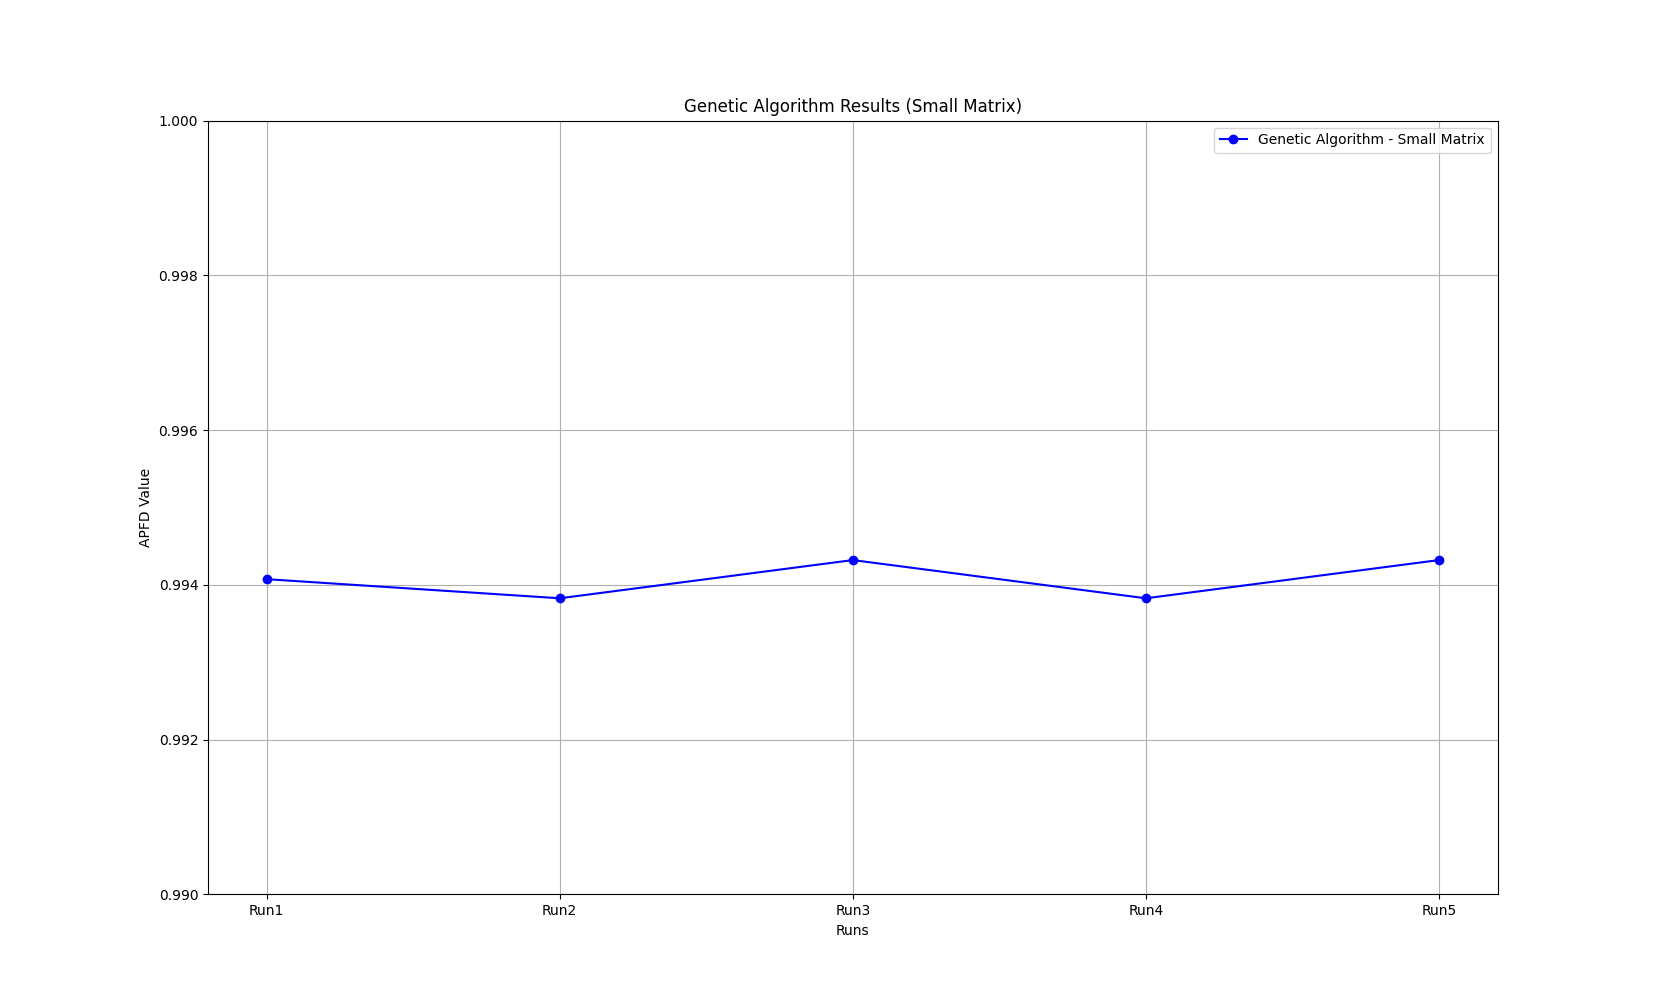 Genetic Algorithm Results (Small Matrix)
1.000
Genetic Algorithm - Small Matrix
0.998
0.996
APFD Value
0.994
0.992
0.990
Run1 Run2 Run3 Run4 Run5
Runs